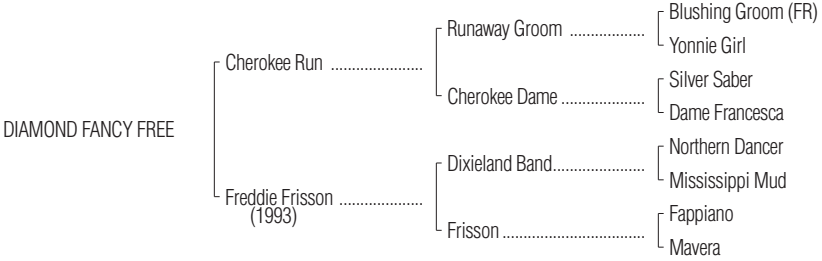 Blushing Groom (FR)
Runaway Groom ..................
Yonnie Girl
Cherokee Run ......................
Silver Saber
Cherokee Dame ....................
Dame Francesca
DIAMOND FANCY FREE
Northern Dancer
Dixieland Band......................
Mississippi Mud
Freddie Frisson ....................
(1993)
Fappiano
Frisson ..................................
Mavera